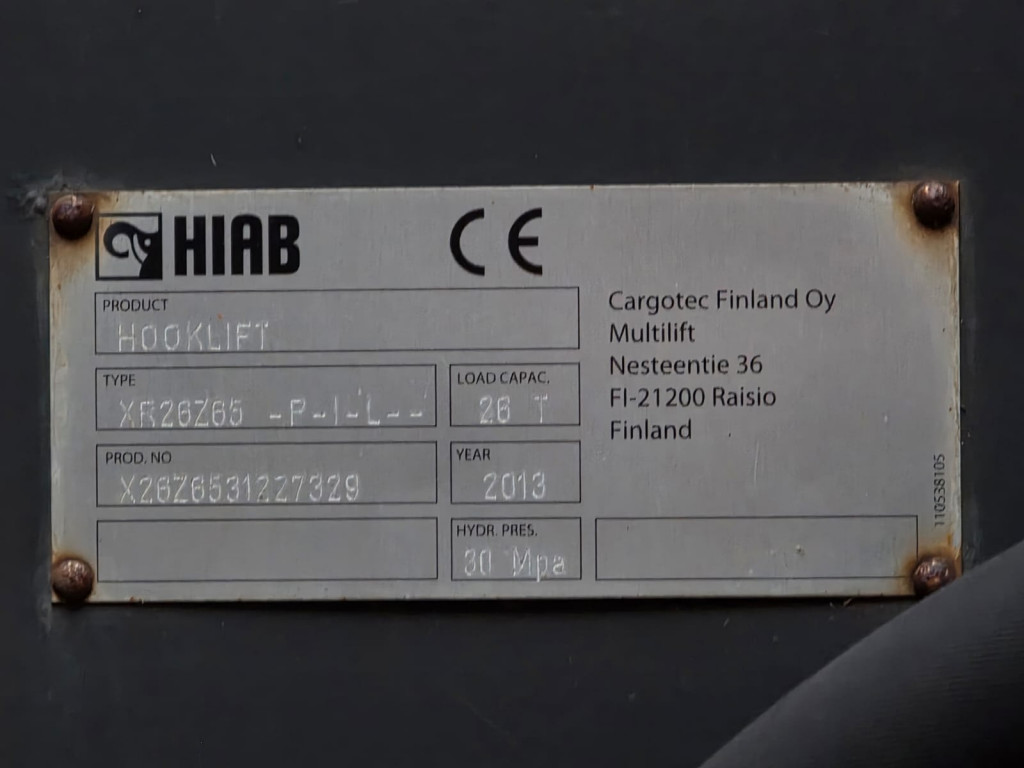 HIAB
CE
PRODUCT
HOOKLIFT
TYPE
XR26Z65 -P-I-L--
LOAD CAPAC.
26 T
PROD. NO
X26Z6531227329
YEAR
2013
HYDR. PRES.
30 Mpa
Cargotec Finland Oy
Multilift
Nesteentie 36
FI-21200 Raisio
Finland
110538105